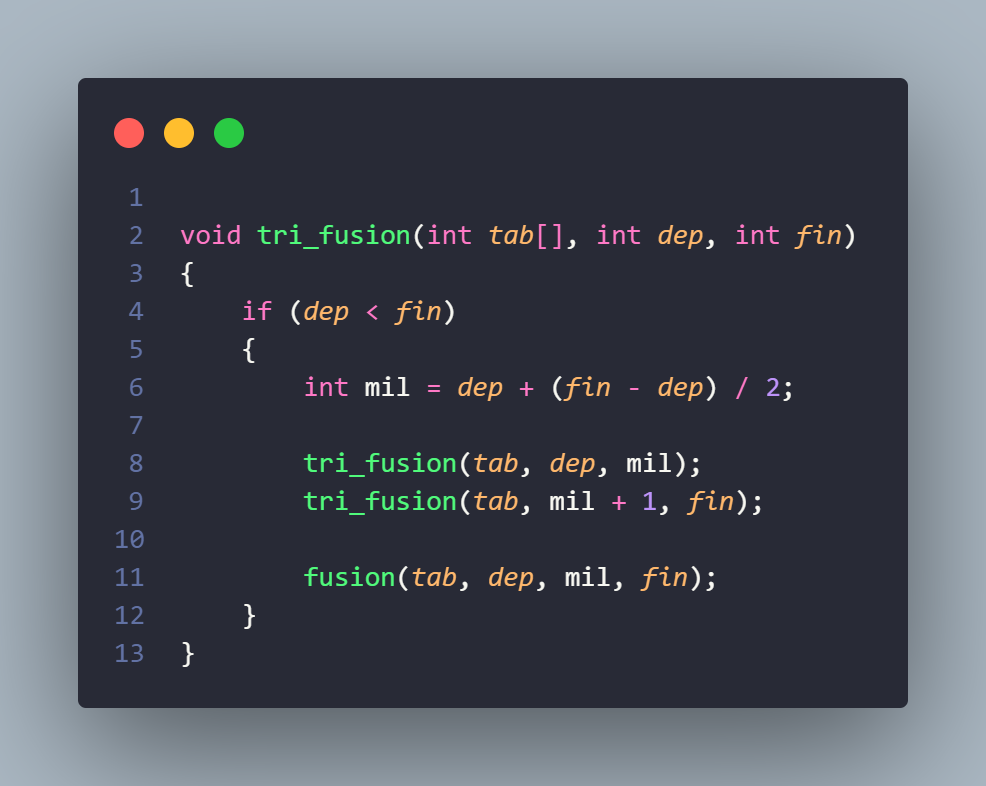 1
2 void tri_fusion(int tab[], int dep, int fin)
3 {
4     if (dep < fin)
5     {
6         int mil = dep + (fin - dep) / 2;
7
8         tri_fusion(tab, dep, mil);
9         tri_fusion(tab, mil + 1, fin);
10
11         fusion(tab, dep, mil, fin);
12     }
13 }